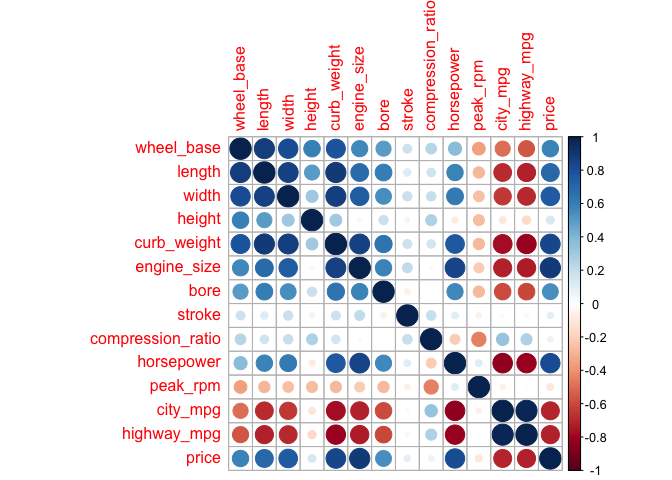 wheel_base
length
width
height
curb_weight
engine_size
bore
stroke
compression_ratio
horsepower
peak_rpm
city_mpg
highway_mpg
price
wheel_base
length
width
height
curb_weight
engine_size
bore
stroke
compression_ratio
horsepower
peak_rpm
city_mpg
highway_mpg
price
1
0.8
0.6
0.4
0.2
0
-0.2
-0.4
-0.6
-0.8
-1